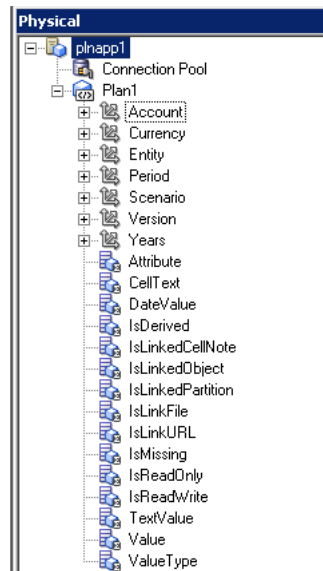 Physical
plnapp1
Connection Pool
Plan1
Account
Currency
Entity
Period
Scenario
Version
Years
Attribute
CellText
DateValue
IsDerived
IsLinkedCellNote
IsLinkedObject
IsLinkedPartition
IsLinkFile
IsLinkURL
IsMissing
IsReadOnly
IsReadWrite
TextValue
Value
ValueType